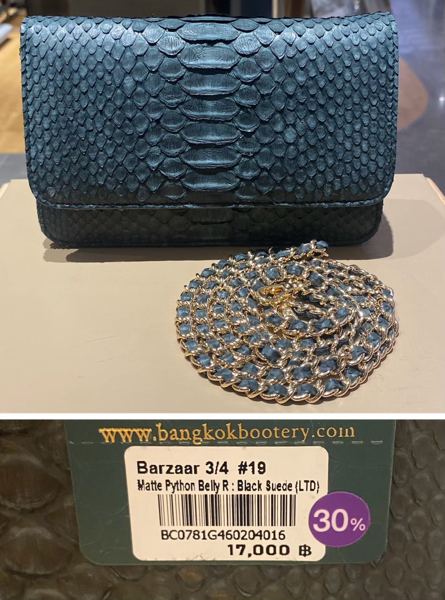 www.bangkokbootery.com
Barzaar 3/4 #19
Matte Python Belly R : Black Suede (LTD)
BC0781G460204016
30%
17,000 ฿